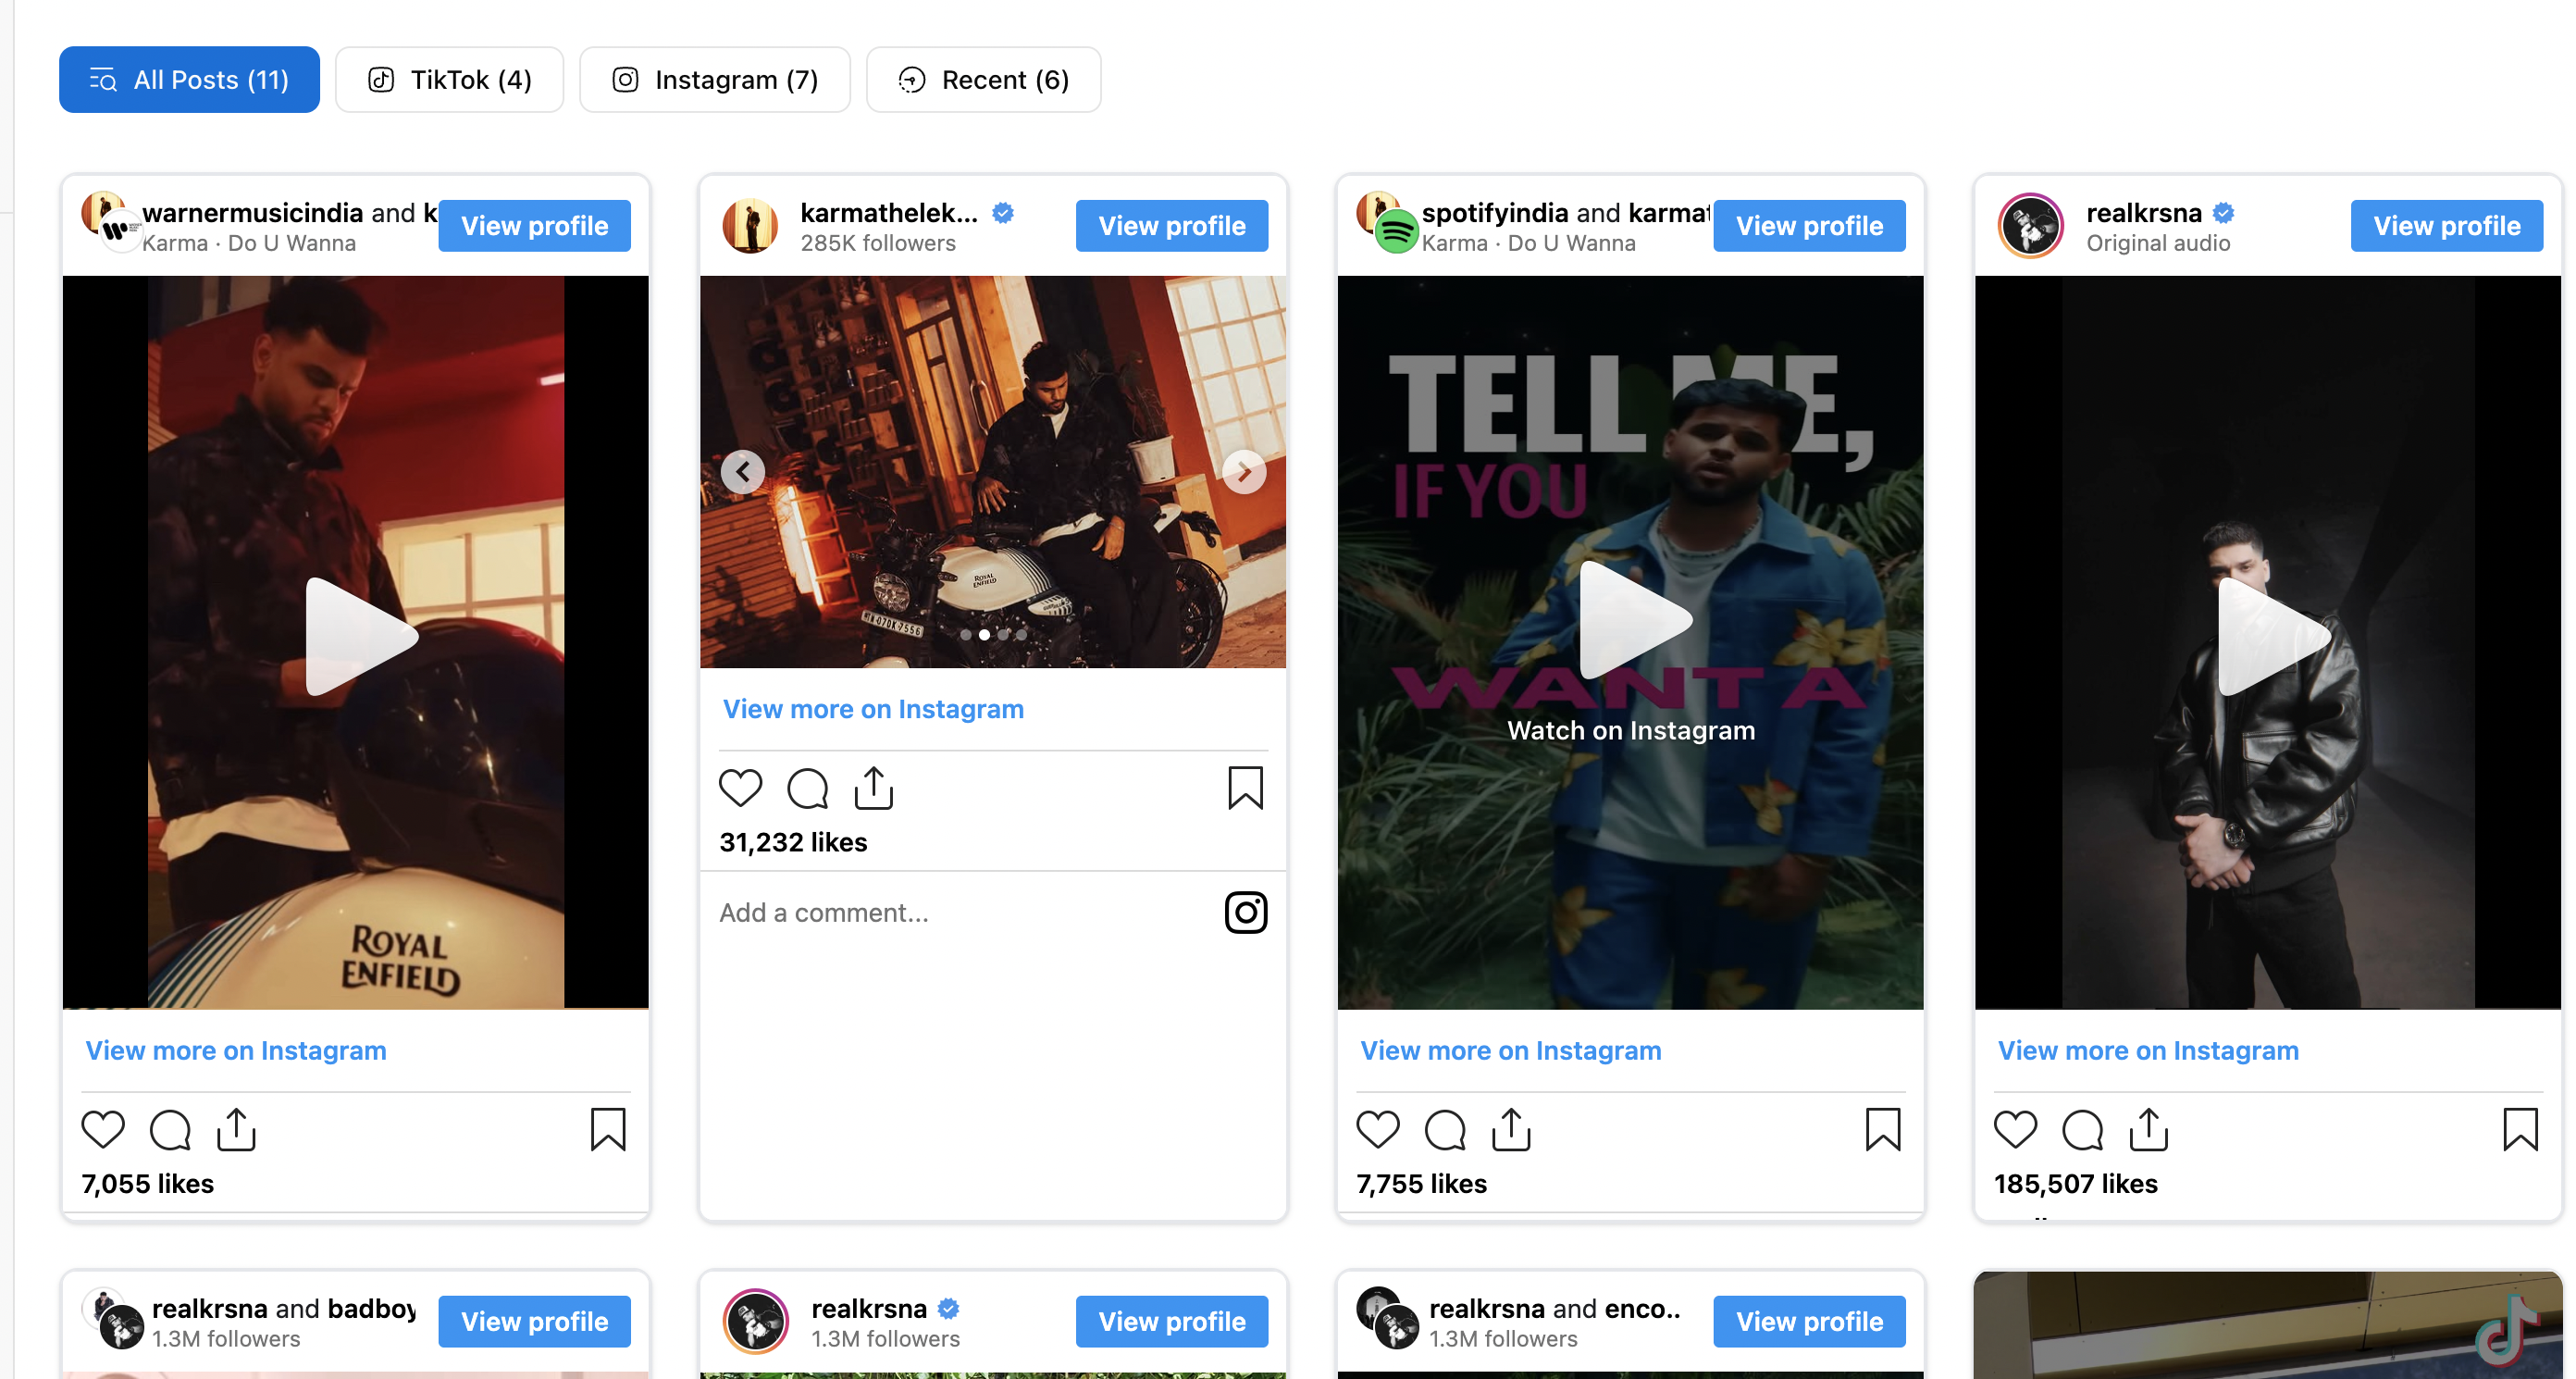 All Posts (11)
TikTok (4)
Instagram (7)
Recent (6)
warnermusicindia and k
Karma · Do U Wanna
View profile
karmathelek...
285K followers
View profile
spotifyindia and karma
Karma · Do U Wanna
View profile
realkrsna
Original audio
View profile
ROYAL
ENFIELD
View more on Instagram
7,055 likes
ROYAL
ENFIELD
View more on Instagram
31,232 likes
Add a comment...
TELL ME,
IF YOU
WANT A
Watch on Instagram
View more on Instagram
7,755 likes
View more on Instagram
185,507 likes
realkrsna and badboy
1.3M followers
View profile
realkrsna
1.3M followers
View profile
realkrsna and enco..
1.3M followers
View profile